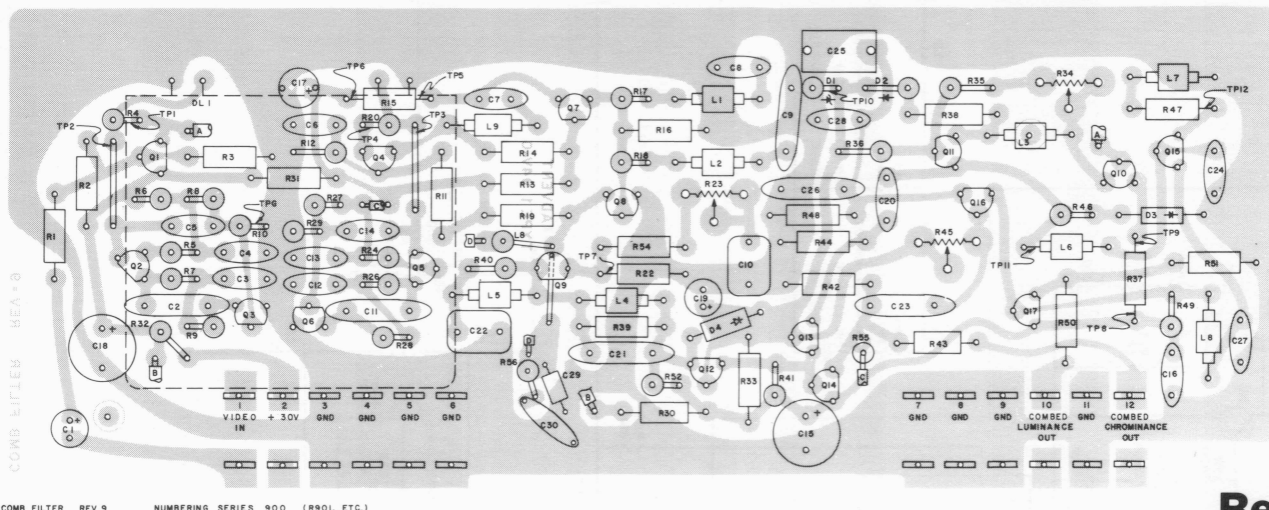 C25
TP6
TP5
C17
C8
D1
D2
R35
R34
L7
DL 1
R15
TP10
TP12
R4
TP1
TP3
C7
Q7
R17
L1
C9
R47
TP2
A
C6
R20
L9
R16
C28
R38
L3
A
Q1
R3
R12
TP4
Q4
R14
R18
L2
R36
Q11
Q10
Q15
R2
R31
R11
R13
R23
C26
C20
C24
R6
R8
R27
C
R19
Q8
R48
Q16
R46
D3
R1
C5
TPG
R10
R29
C14
D
L8
R54
R44
R45
L6
TP9
Q2
R5
C4
C13
R24
Q5
R40
Q9
TP7
R22
C10
TP11
R37
R51
R7
C3
C12
R26
L5
L4
C19
R42
C2
Q3
Q6
C11
C22
R39
D4
C23
Q17
R50
TP8
R49
C18
R32
R9
R28
D
C21
Q13
R55
R43
L8
C27
B
R56
C29
R52
Q12
R33
R41
Q14
C
C16
B
R30
C30
C15
C1
1
VIDEO
IN
2
+ 30V
3
GND
4
GND
5
GND
6
GND
7
GND
8
GND
9
GND
10
COMBED
LUMINANCE
OUT
11
GND
12
COMBED
CHROMINANCE
OUT
COMB FILTER REV = 9
COMB FILTER REV 9 NUMBERING SERIES 900 (R901, ETC.)
Re